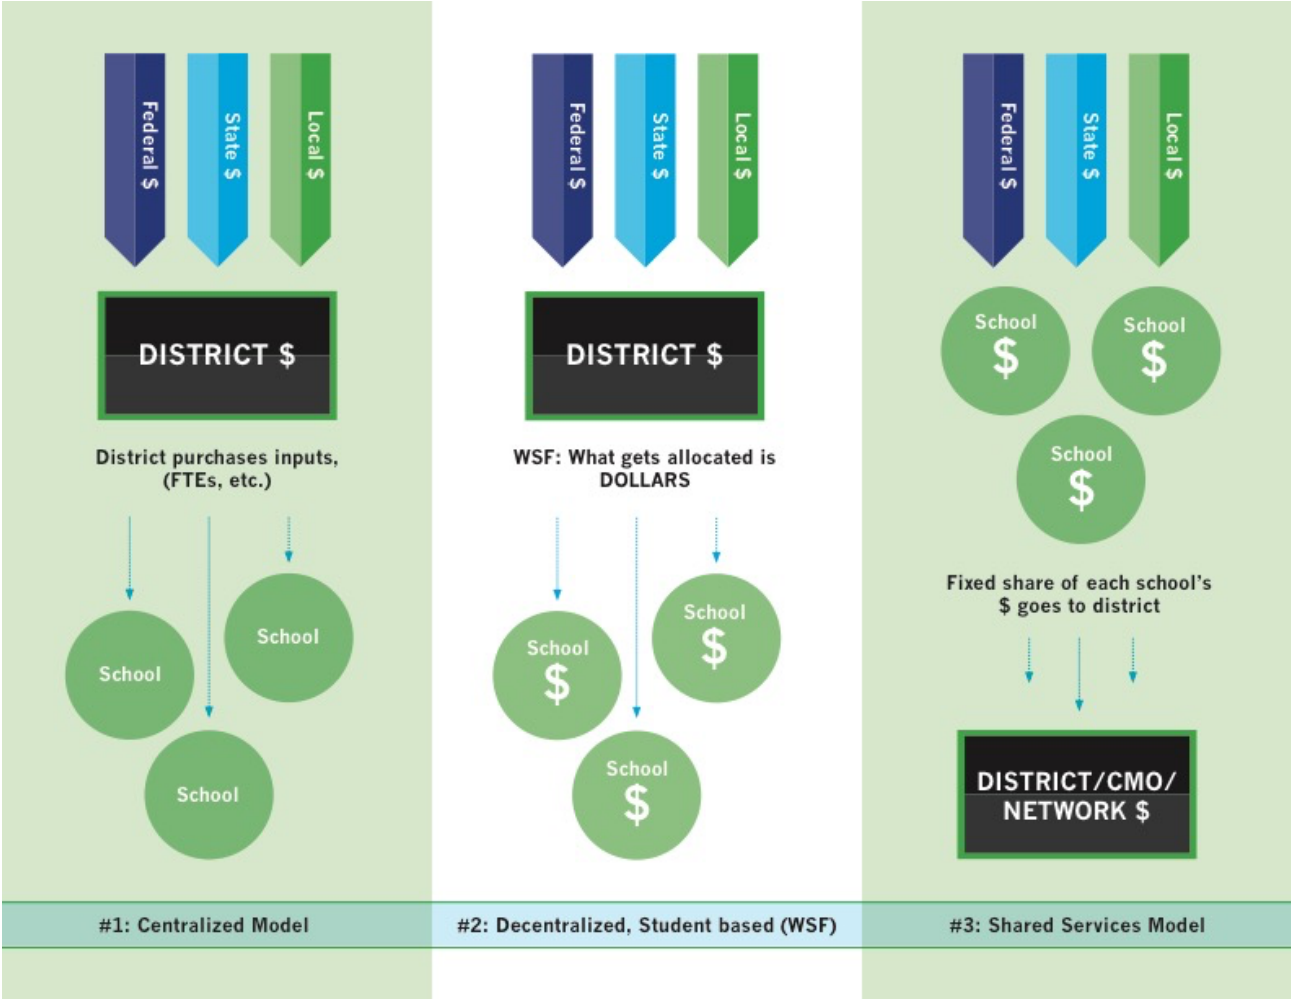 Federal $
State $
Local $
DISTRICT $
District purchases inputs,
(FTEs, etc.)
School
School
School
#1: Centralized Model
Federal $
State $
Local $
DISTRICT $
WSF: What gets allocated is
DOLLARS
School
$
School
$
School
$
#2: Decentralized, Student based (WSF)
Federal $
State $
Local $
School
$
School
$
School
$
Fixed share of each school’s
$ goes to district
DISTRICT/CMO/
NETWORK $
#3: Shared Services Model